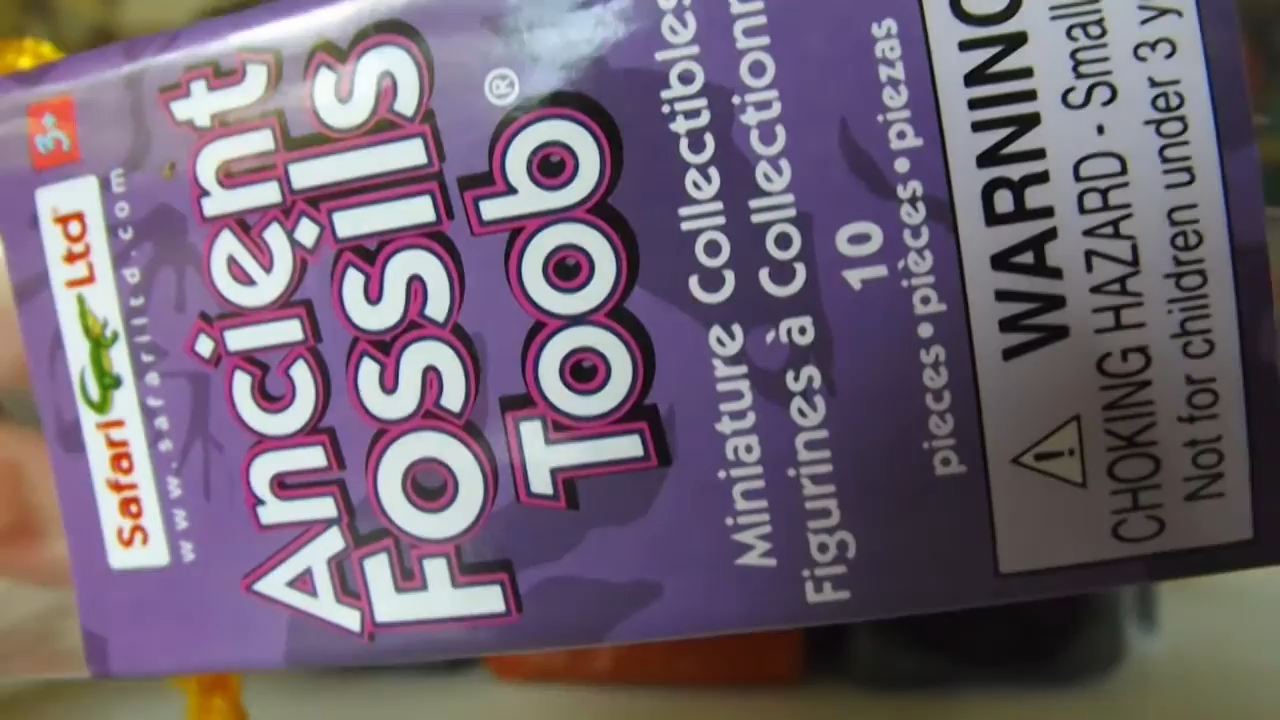 3+
Safari Ltd
www.safariltd.com
Ancient
Fossils
Toob®
Miniature Collectibles
Figurines à
10
pieces • pièces • piezas
WARNING
CHOKING HAZARD - Small
Not for children under 3